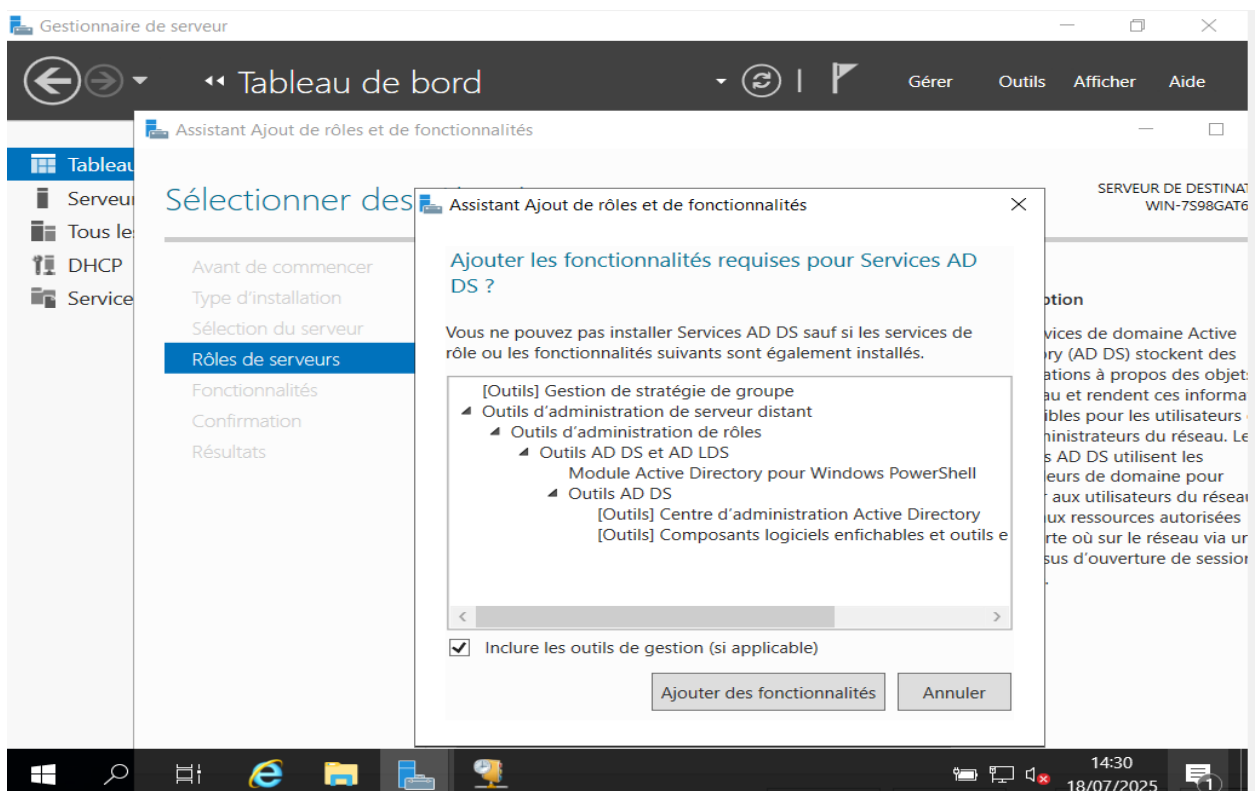 Gestionnaire de serveur
Tableau de bord
Gérer Outils Afficher Aide
Assistant Ajout de rôles et de fonctionnalités
Tableau
Serveur
Tous les
DHCP
Service
Sélectionner des
SERVEUR DE DESTINAT
WIN-7S98GAT6
Avant de commencer
Type d'installation
Sélection du serveur
Rôles de serveurs
Fonctionnalités
Confirmation
Résultats
Assistant Ajout de rôles et de fonctionnalités
Ajouter les fonctionnalités requises pour Services AD
DS ?
Vous ne pouvez pas installer Services AD DS sauf si les services de
rôle ou les fonctionnalités suivants sont également installés.
[Outils] Gestion de stratégie de groupe
Outils d'administration de serveur distant
Outils d'administration de rôles
Outils AD DS et AD LDS
Module Active Directory pour Windows PowerShell
Outils AD DS
[Outils] Centre d'administration Active Directory
[Outils] Composants logiciels enfichables et outils e
Inclure les outils de gestion (si applicable)
Ajouter des fonctionnalités Annuler
ption
vices de domaine Active
ory (AD DS) stockent des
ations à propos des objets
au et rendent ces informa
ibles pour les utilisateurs
ministrateurs du réseau. Le
s AD DS utilisent les
eurs de domaine pour
r aux utilisateurs du réseau
aux ressources autorisées
rte où sur le réseau via un
sus d'ouverture de session
14:30
18/07/2025
1